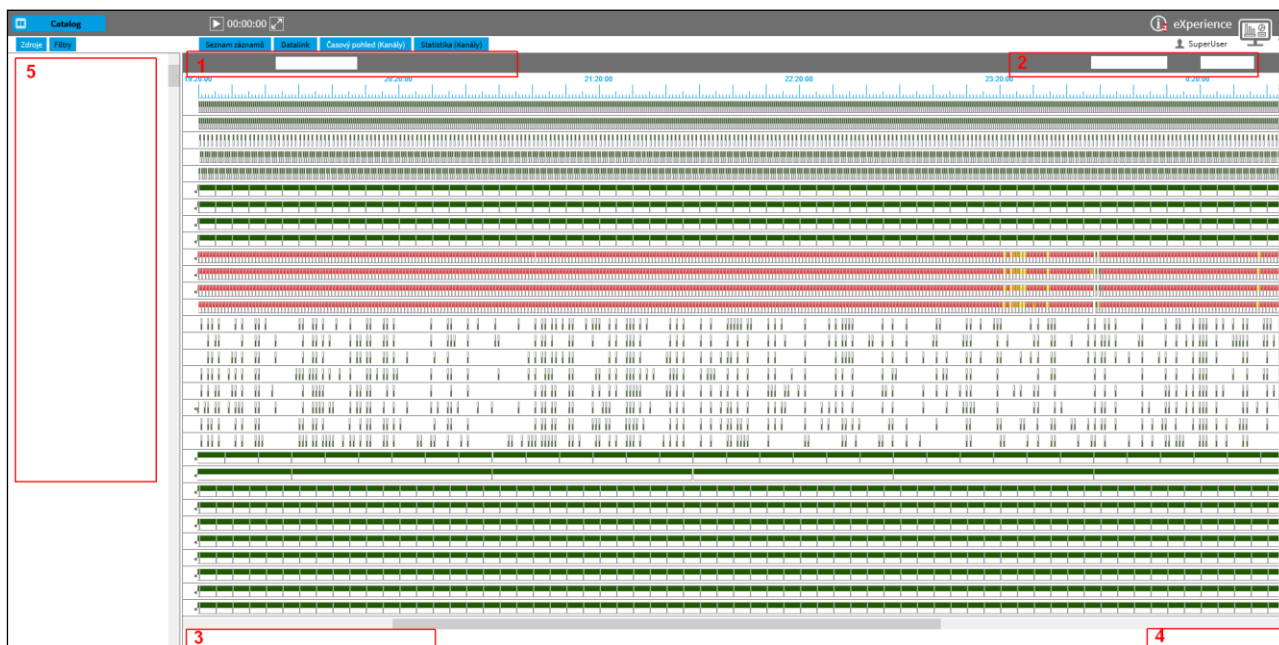 Catalog
00:00:00
eXperience
Zdroje Filtry
Seznam záznamů Datalink Časový pohled (Kanály) Statistika (Kanály)
SuperUser
5
1
2
19:20:00 20:20:00 21:20:00 22:20:00 23:20:00 0:20:00
3
4